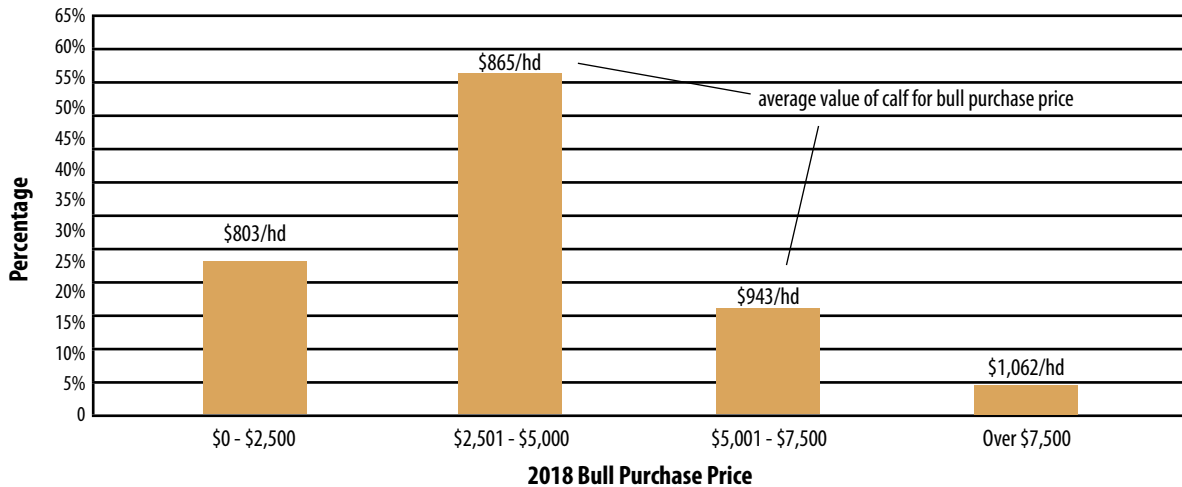 65%
60%
55%
50%
45%
40%
35%
30%
25%
20%
15%
10%
5%
0
Percentage
$803/hd
$865/hd
average value of calf for bull purchase price
$943/hd
$1,062/hd
$0 - $2,500
$2,501 - $5,000
$5,001 - $7,500
Over $7,500
2018 Bull Purchase Price